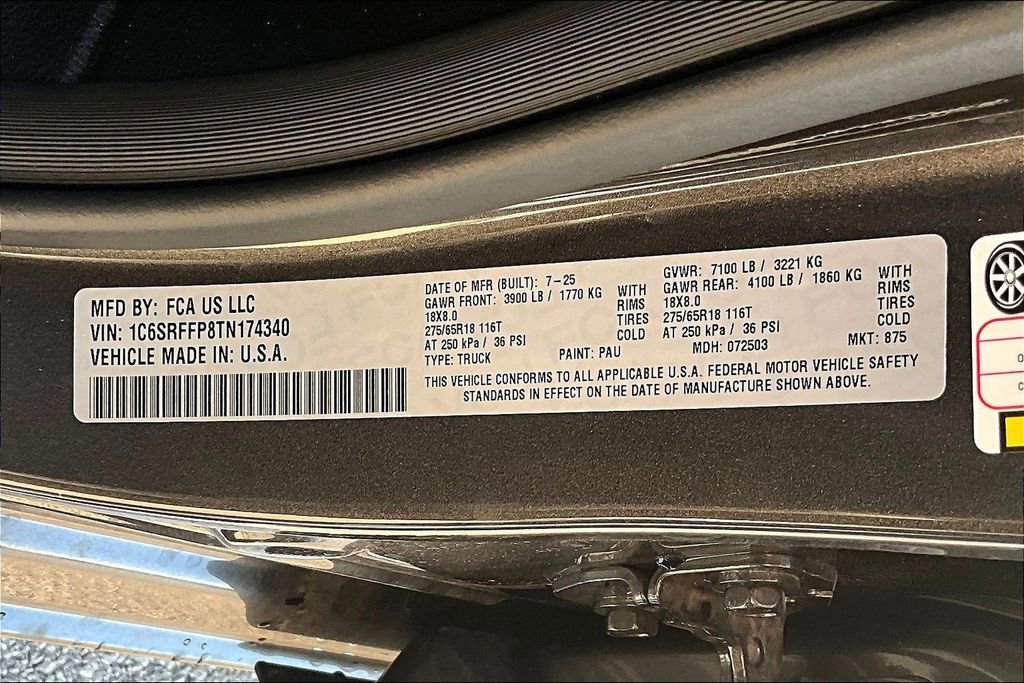 MFD BY: FCA US LLC
VIN: 1C6SRFFP8TN174340
VEHICLE MADE IN: U.S.A.
DATE OF MFR (BUILT): 7-25
GAWR FRONT: 3900 LB / 1770 KG WITH
18X8.0 RIMS
275/65R18 116T TIRES
AT 250 kPa / 36 PSI COLD
TYPE: TRUCK PAINT: PAU
GVWR: 7100 LB / 3221 KG
GAWR REAR: 4100 LB / 1860 KG WITH
18X8.0 RIMS
275/65R18 116T TIRES
AT 250 kPa / 36 PSI COLD
MDH: 072503 MKT: 875
THIS VEHICLE CONFORMS TO ALL APPLICABLE U.S.A. FEDERAL MOTOR VEHICLE SAFETY
STANDARDS IN EFFECT ON THE DATE OF MANUFACTURE SHOWN ABOVE.